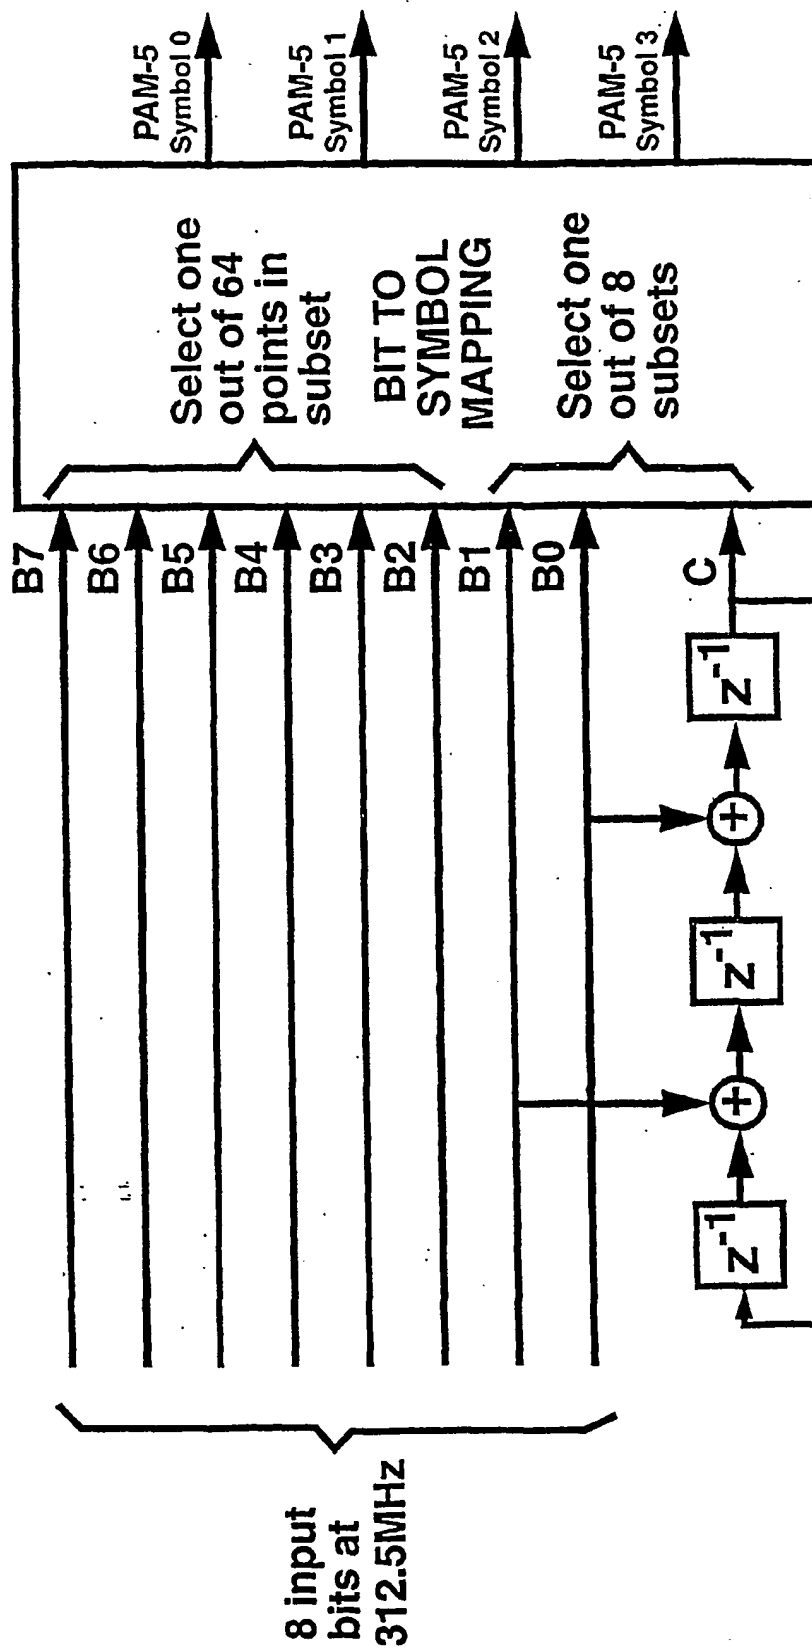 8 input
bits at
312.5MHz
B7
B6
B5
B4
B3
B2
B1
B0
C
z-1
z-1
z-1
+
+
Select one
out of 64
points in
subset
BIT TO
SYMBOL
MAPPING
Select one
out of 8
subsets
PAM-5
Symbol 0
PAM-5
Symbol 1
PAM-5
Symbol 2
PAM-5
Symbol 3